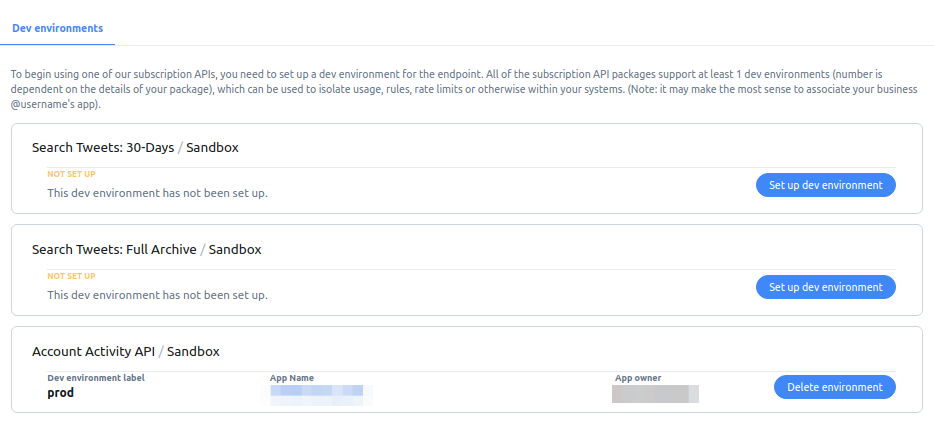 Dev environments
To begin using one of our subscription APIs, you need to set up a dev environment for the endpoint. All of the subscription API packages support at least 1 dev environments (number is
dependent on the details of your package), which can be used to isolate usage, rules, rate limits or otherwise within your systems. (Note: it may make the most sense to associate your business
@username's app).
Search Tweets: 30-Days / Sandbox
NOT SET UP
This dev environment has not been set up.
Set up dev environment
Search Tweets: Full Archive / Sandbox
NOT SET UP
This dev environment has not been set up.
Set up dev environment
Account Activity API / Sandbox
Dev environment label App Name App owner
prod
Delete environment